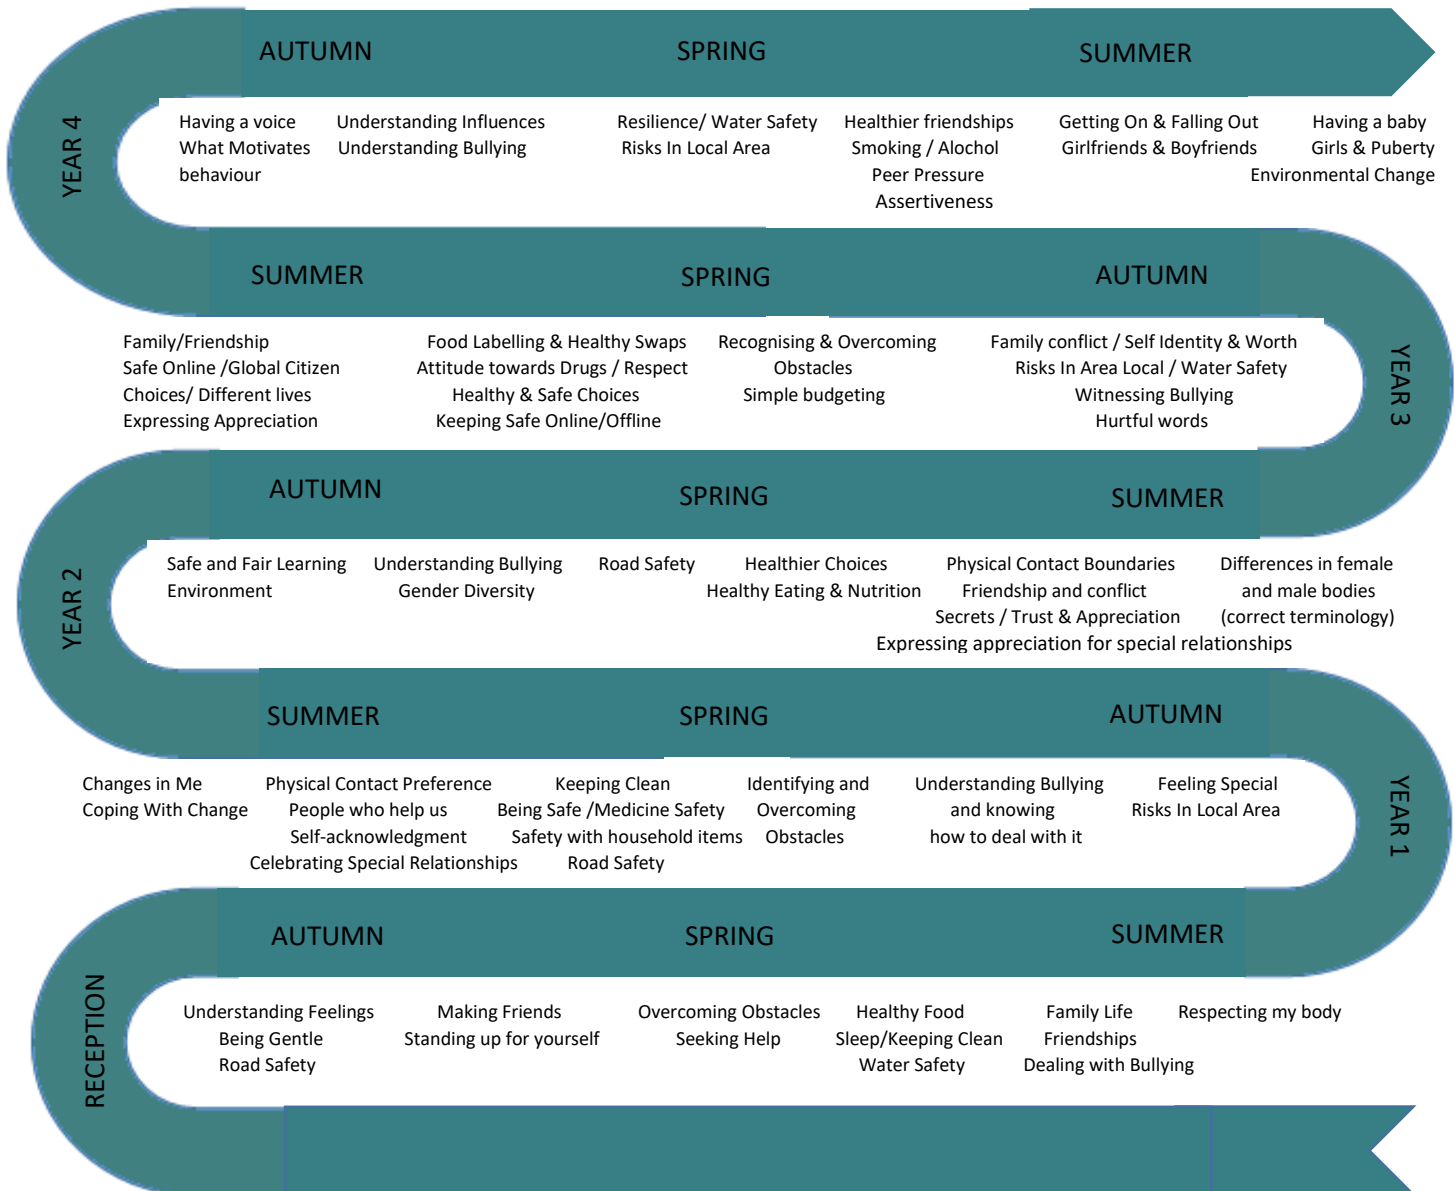 AUTUMN SPRING SUMMER
YEAR 4
Having a voice
What Motivates
behaviour
Understanding Influences
Understanding Bullying
Resilience/ Water Safety
Risks In Local Area
Healthier friendships
Smoking / Alochol
Peer Pressure
Assertiveness
Getting On & Falling Out
Girlfriends & Boyfriends
Having a baby
Girls & Puberty
Environmental Change
SUMMER SPRING AUTUMN
YEAR 3
Family/Friendship
Safe Online /Global Citizen
Choices/ Different lives
Expressing Appreciation
Food Labelling & Healthy Swaps
Attitude towards Drugs / Respect
Healthy & Safe Choices
Keeping Safe Online/Offline
Recognising & Overcoming
Obstacles
Simple budgeting
Family conflict / Self Identity & Worth
Risks In Area Local / Water Safety
Witnessing Bullying
Hurtful words
AUTUMN SPRING SUMMER
YEAR 2
Safe and Fair Learning
Environment
Understanding Bullying
Gender Diversity
Road Safety
Healthier Choices
Healthy Eating & Nutrition
Physical Contact Boundaries
Friendship and conflict
Secrets / Trust & Appreciation
Expressing appreciation for special relationships
Differences in female
and male bodies
(correct terminology)
SUMMER SPRING AUTUMN
YEAR 1
Changes in Me
Coping With Change
Physical Contact Preference
People who help us
Self-acknowledgment
Celebrating Special Relationships
Keeping Clean
Being Safe /Medicine Safety
Safety with household items
Road Safety
Identifying and
Overcoming
Obstacles
Understanding Bullying
and knowing
how to deal with it
Feeling Special
Risks In Local Area
AUTUMN SPRING SUMMER
RECEPTION
Understanding Feelings
Being Gentle
Road Safety
Making Friends
Standing up for yourself
Overcoming Obstacles
Seeking Help
Healthy Food
Sleep/Keeping Clean
Water Safety
Family Life
Friendships
Dealing with Bullying
Respecting my body